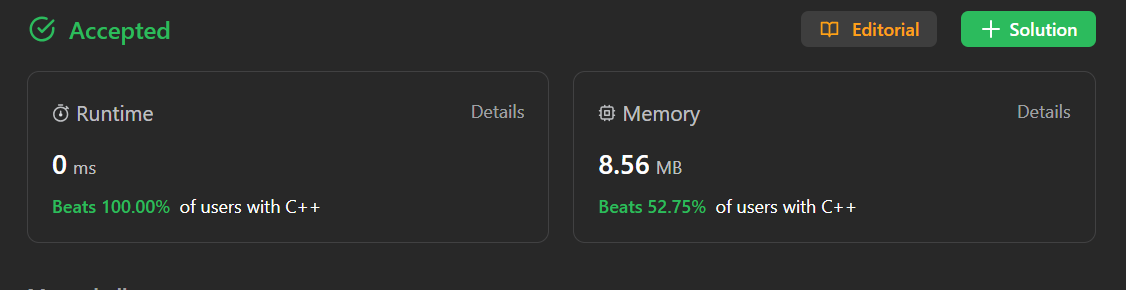 Accepted
Editorial
Solution
Runtime
Details
0 ms
Beats 100.00% of users with C++
Memory
Details
8.56 MB
Beats 52.75% of users with C++